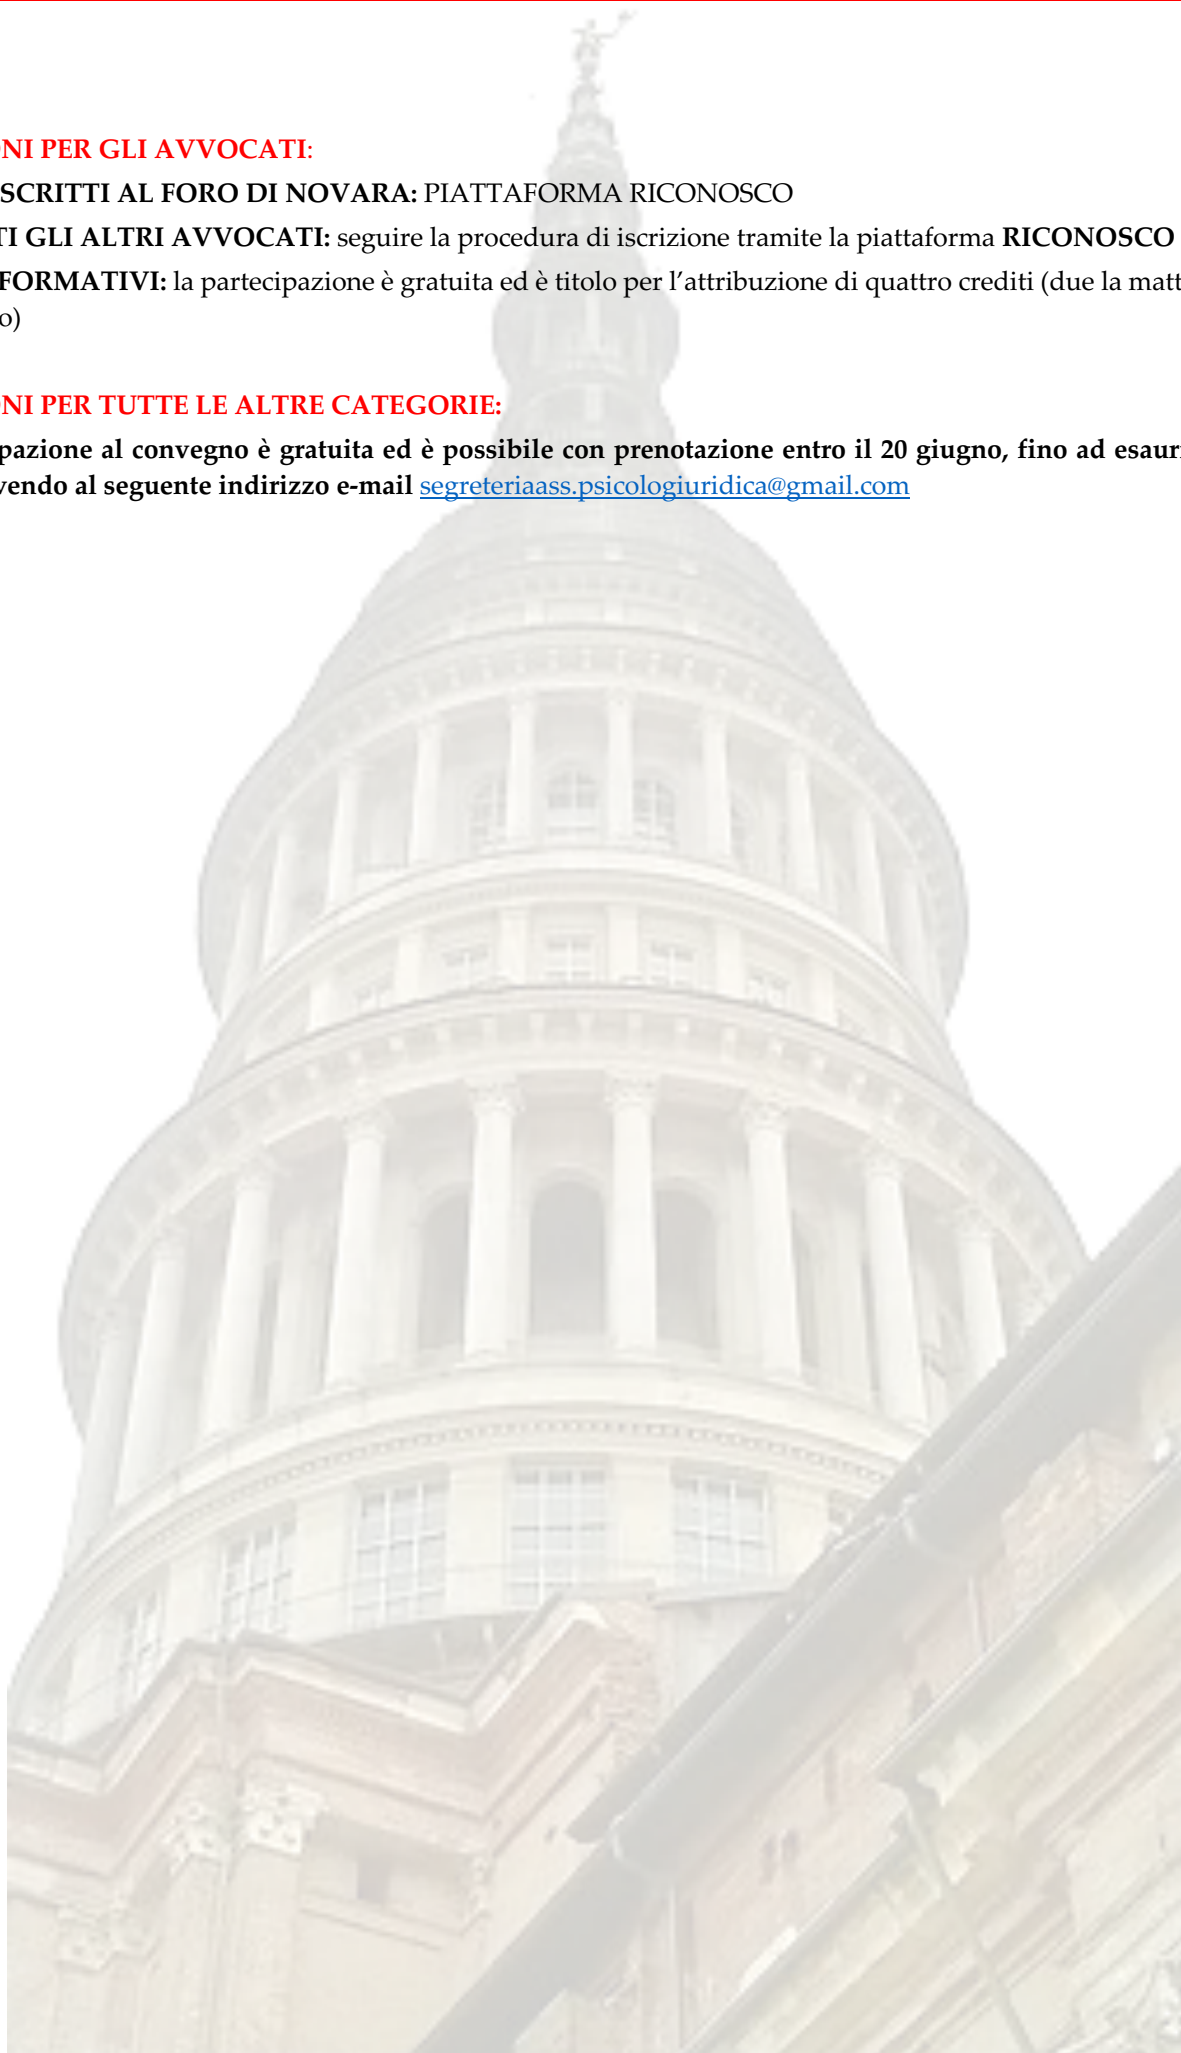 NI PER GLI AVVOCATI:
SCRITTI AL FORO DI NOVARA: PIATTAFORMA RICONOSCO
TI GLI ALTRI AVVOCATI: seguire la procedura di iscrizione tramite la piattaforma RICONOSCO
FORMATIVI: la partecipazione è gratuita ed è titolo per l’attribuzione di quattro crediti (due la matt
o)
NI PER TUTTE LE ALTRE CATEGORIE:
pazione al convegno è gratuita ed è possibile con prenotazione entro il 20 giugno, fino ad esauri
vendo al seguente indirizzo e-mail segreteriaass.psicologiuridica@gmail.com